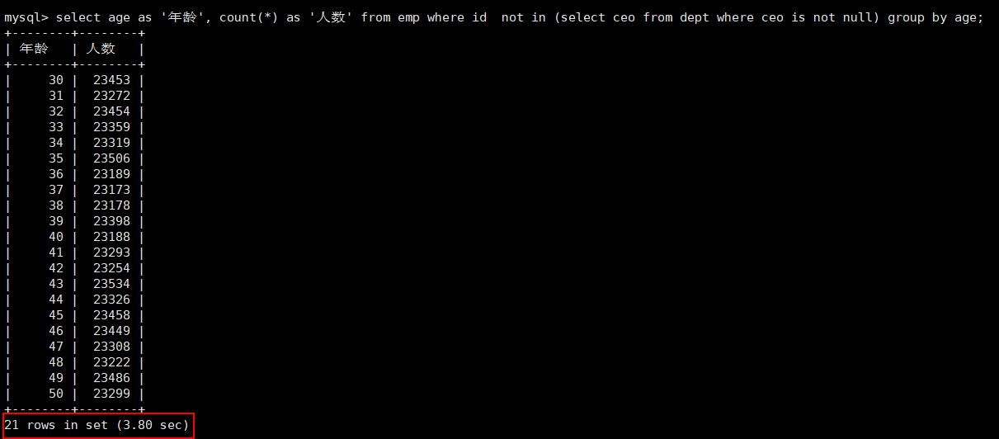 mysql> select age as '年龄', count(*) as '人数' from emp where id  not in (select ceo from dept where ceo is not null) group by age;
+--------+--------+
| 年龄   | 人数   |
+--------+--------+
|     30 |  23453 |
|     31 |  23272 |
|     32 |  23454 |
|     33 |  23359 |
|     34 |  23319 |
|     35 |  23506 |
|     36 |  23189 |
|     37 |  23173 |
|     38 |  23178 |
|     39 |  23398 |
|     40 |  23188 |
|     41 |  23293 |
|     42 |  23254 |
|     43 |  23534 |
|     44 |  23326 |
|     45 |  23458 |
|     46 |  23449 |
|     47 |  23308 |
|     48 |  23222 |
|     49 |  23486 |
|     50 |  23299 |
+--------+--------+
21 rows in set (3.80 sec)